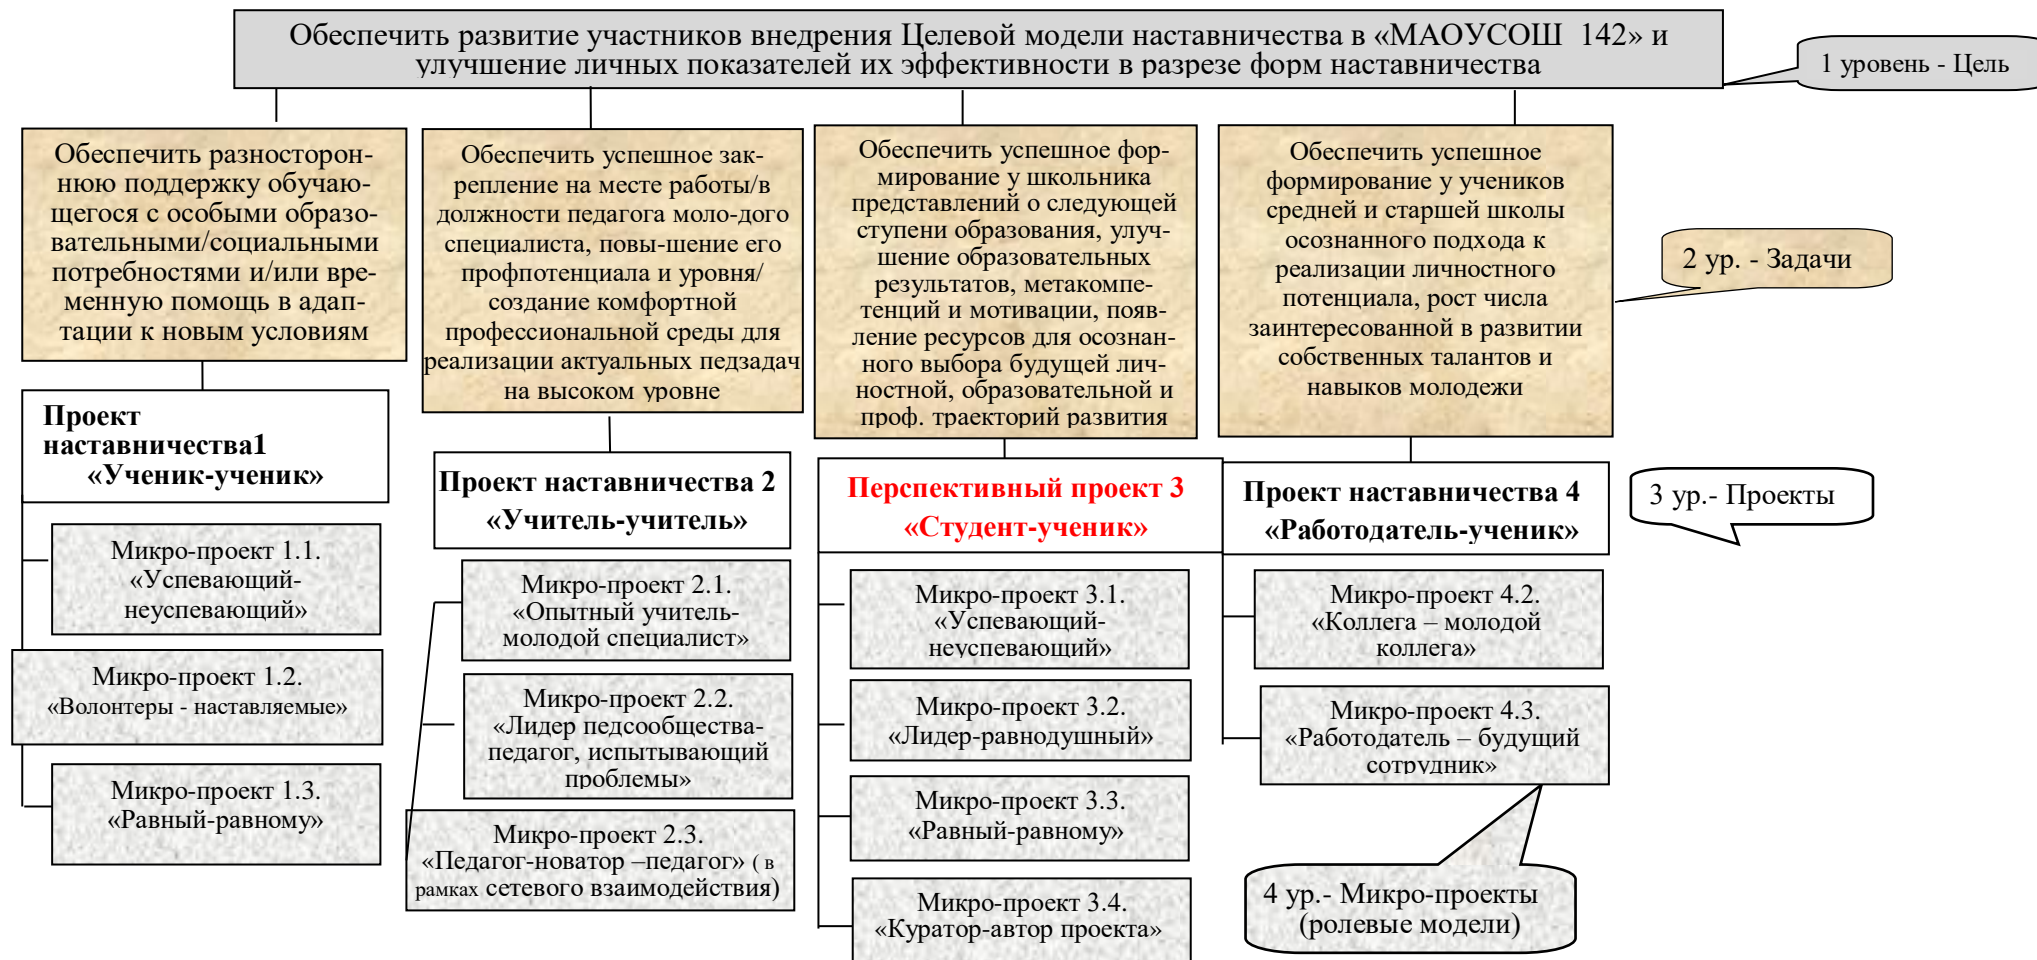 Обеспечить развитие участников внедрения Целевой модели наставничества в «МАОУСОШ 142» и
улучшение личных показателей их эффективности в разрезе форм наставничества
1 уровень - Цель
Обеспечить разносторон-
нюю поддержку обучаю-
щегося с особыми образо-
вательными/социальными
потребностями и/или вре-
менную помощь в адап-
тации к новым условиям
Обеспечить успешное зак-
репление на месте работы/в
должности педагога моло-дого
специалиста, повы-шение его
профпотенциала и уровня/
создание комфортной
профессиональной среды для
реализации актуальных педзадач
на высоком уровне
Обеспечить успешное фор-
мирование у школьника
представлений о следующей
ступени образования, улуч-
шение образовательных
результатов, метакомпе-
тенций и мотивации, появ-
ление ресурсов для осознан-
ного выбора будущей лич-
ностной, образовательной и
проф. траекторий развития
Обеспечить успешное
формирование у учеников
средней и старшей школы
осознанного подхода к
реализации личностного
потенциала, рост числа
заинтересованной в развитии
собственных талантов и
навыков молодежи
2 ур. - Задачи
Проект
наставничества1
«Ученик-ученик»
Проект наставничества 2
«Учитель-учитель»
Перспективный проект 3
«Студент-ученик»
Проект наставничества 4
«Работодатель-ученик»
3 ур.- Проекты
Микро-проект 1.1.
«Успевающий-
неуспевающий»
Микро-проект 1.2.
«Волонтеры - наставляемые»
Микро-проект 1.3.
«Равный-равному»
Микро-проект 2.1.
«Опытный учитель-
молодой специалист»
Микро-проект 2.2.
«Лидер педсообщества-
педагог, испытывающий
проблемы»
Микро-проект 2.3.
«Педагог-новатор –педагог» ( в
рамках сетевого взаимодействия)
Микро-проект 3.1.
«Успевающий-
неуспевающий»
Микро-проект 3.2.
«Лидер-равнодушный»
Микро-проект 3.3.
«Равный-равному»
Микро-проект 3.4.
«Куратор-автор проекта»
Микро-проект 4.2.
«Коллега – молодой
коллега»
Микро-проект 4.3.
«Работодатель – будущий
сотрудник»
4 ур.- Микро-проекты
(ролевые модели)